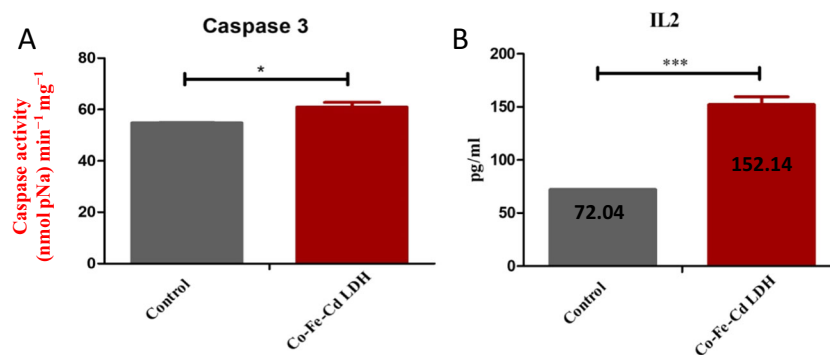 A
Caspase 3
80
60
40
20
0
Caspase activity
(nmol pNa) min⁻¹ mg⁻¹
*
Control
Co-Fe-Cd LDH
B
IL2
200
150
100
50
0
pg/ml
***
72.04
152.14
Control
Co-Fe-Cd LDH